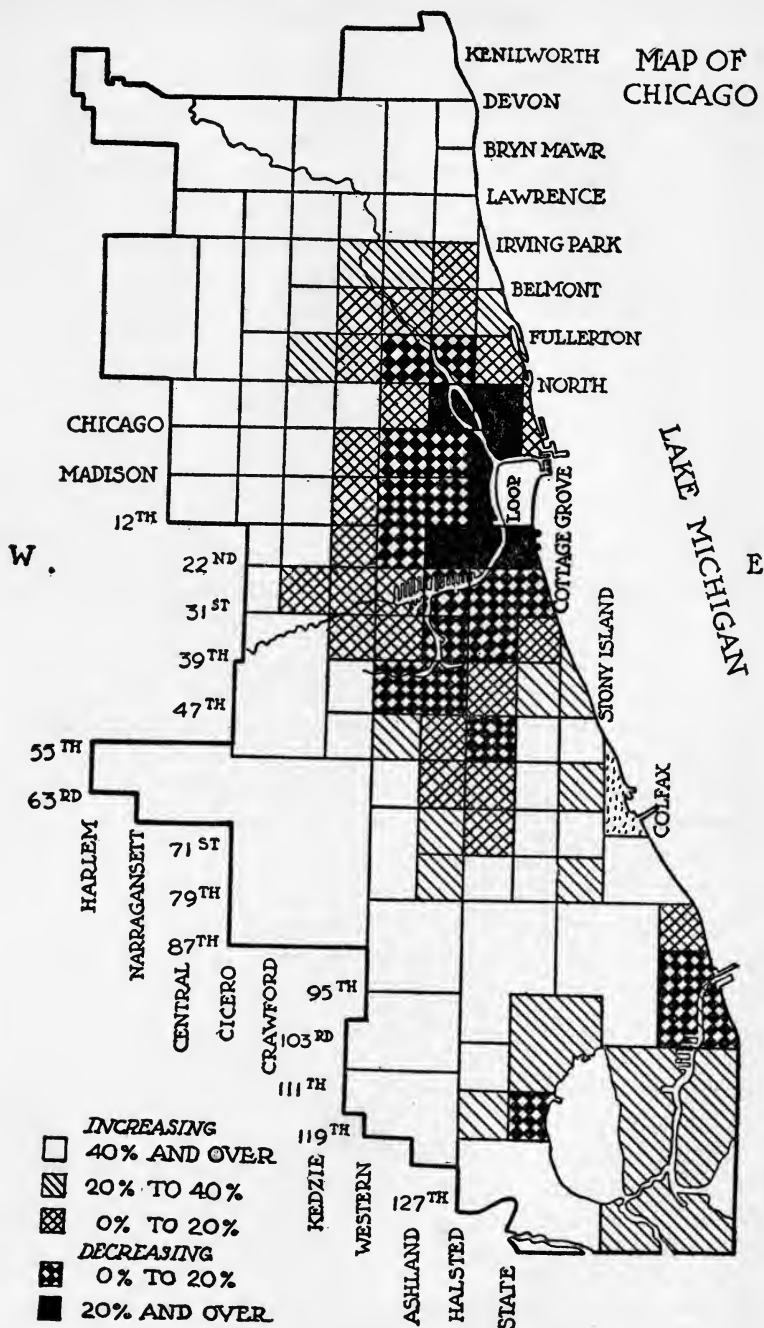 MAP OF
CHICAGO
KENILWORTH
DEVON
BRYN MAWR
LAWRENCE
IRVING PARK
BELMONT
FULLERTON
NORTH
CHICAGO
MADISON
12TH
LOOP
COTTAGE GROVE
LAKE MICHIGAN
W.
E
22ND
31ST
39TH
47TH
STONY ISLAND
55TH
63RD
COLFAX
HARLEM
NARRAGANSETT
71ST
79TH
87TH
CENTRAL
CICERO
CRAWFORD
95TH
103RD
111TH
119TH
KEDZIE
WESTERN
127TH
ASHLAND
HALSTED
STATE
INCREASING
40% AND OVER
20% TO 40%
0% TO 20%
DECREASING
0% TO 20%
20% AND OVER